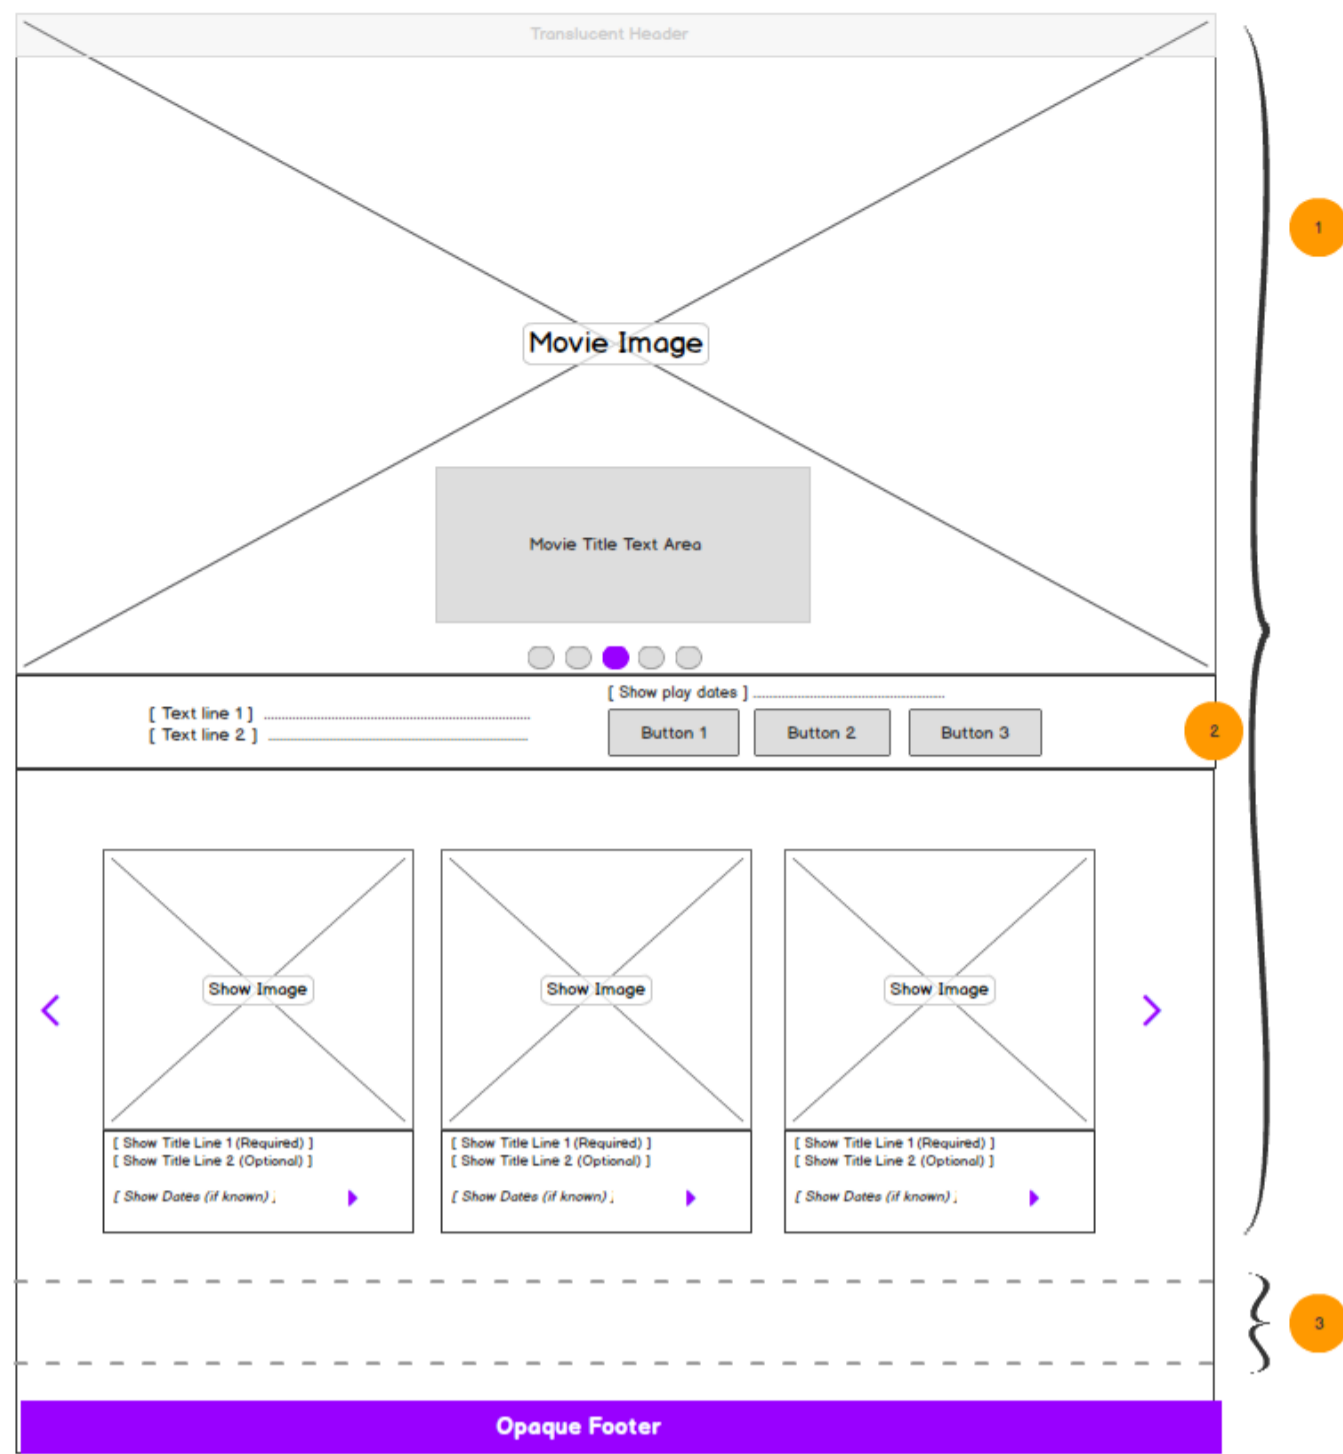 Translucent Header
1
Movie Image
Movie Title Text Area
[ Show play dates ]
[ Text line 1 ]
[ Text line 2 ]
Button 1
Button 2
Button 3
2
Show Image
Show Image
Show Image
[ Show Title Line 1 (Required) ]
[ Show Title Line 2 (Optional) ]
[ Show Dates (if known) ]
[ Show Title Line 1 (Required) ]
[ Show Title Line 2 (Optional) ]
[ Show Dates (if known) ]
[ Show Title Line 1 (Required) ]
[ Show Title Line 2 (Optional) ]
[ Show Dates (if known) ]
3
Opaque Footer